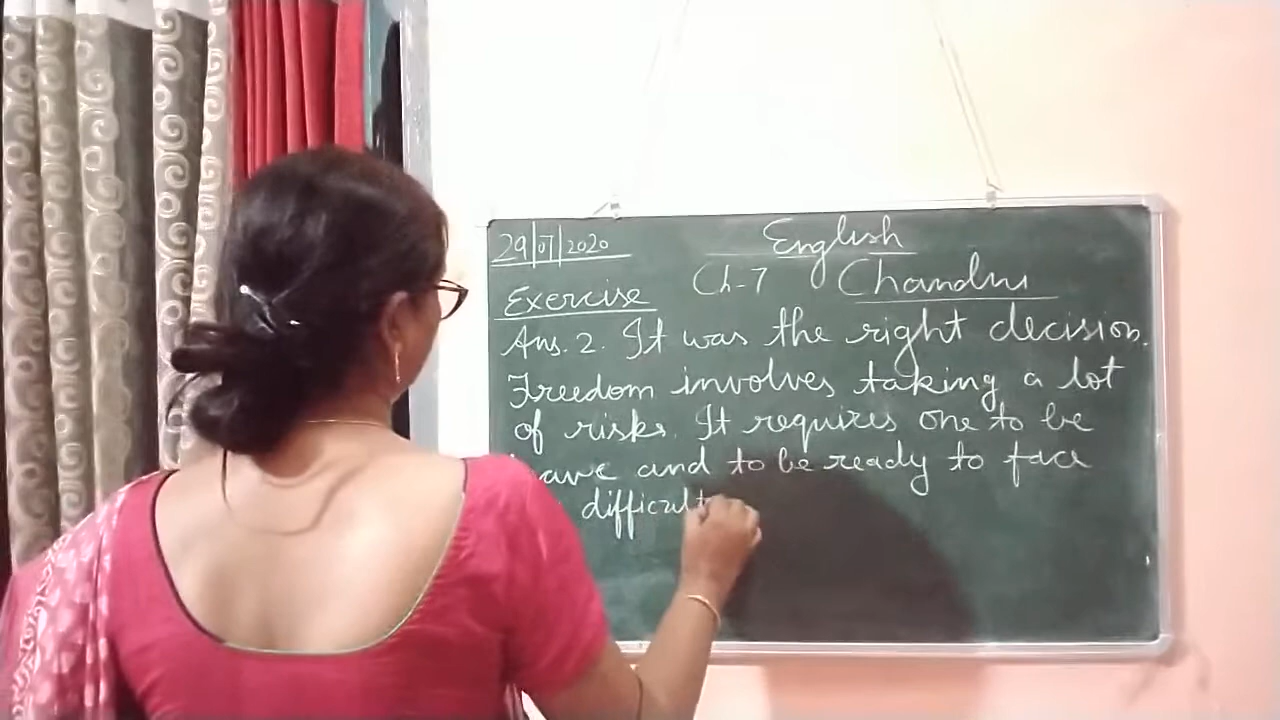 29/07/2020 English
Ch-7 Chandni
Exercise
Ans. 2. It was the right decision.
Freedom involves taking a lot
of risks. It requires one to be
and to be ready to face